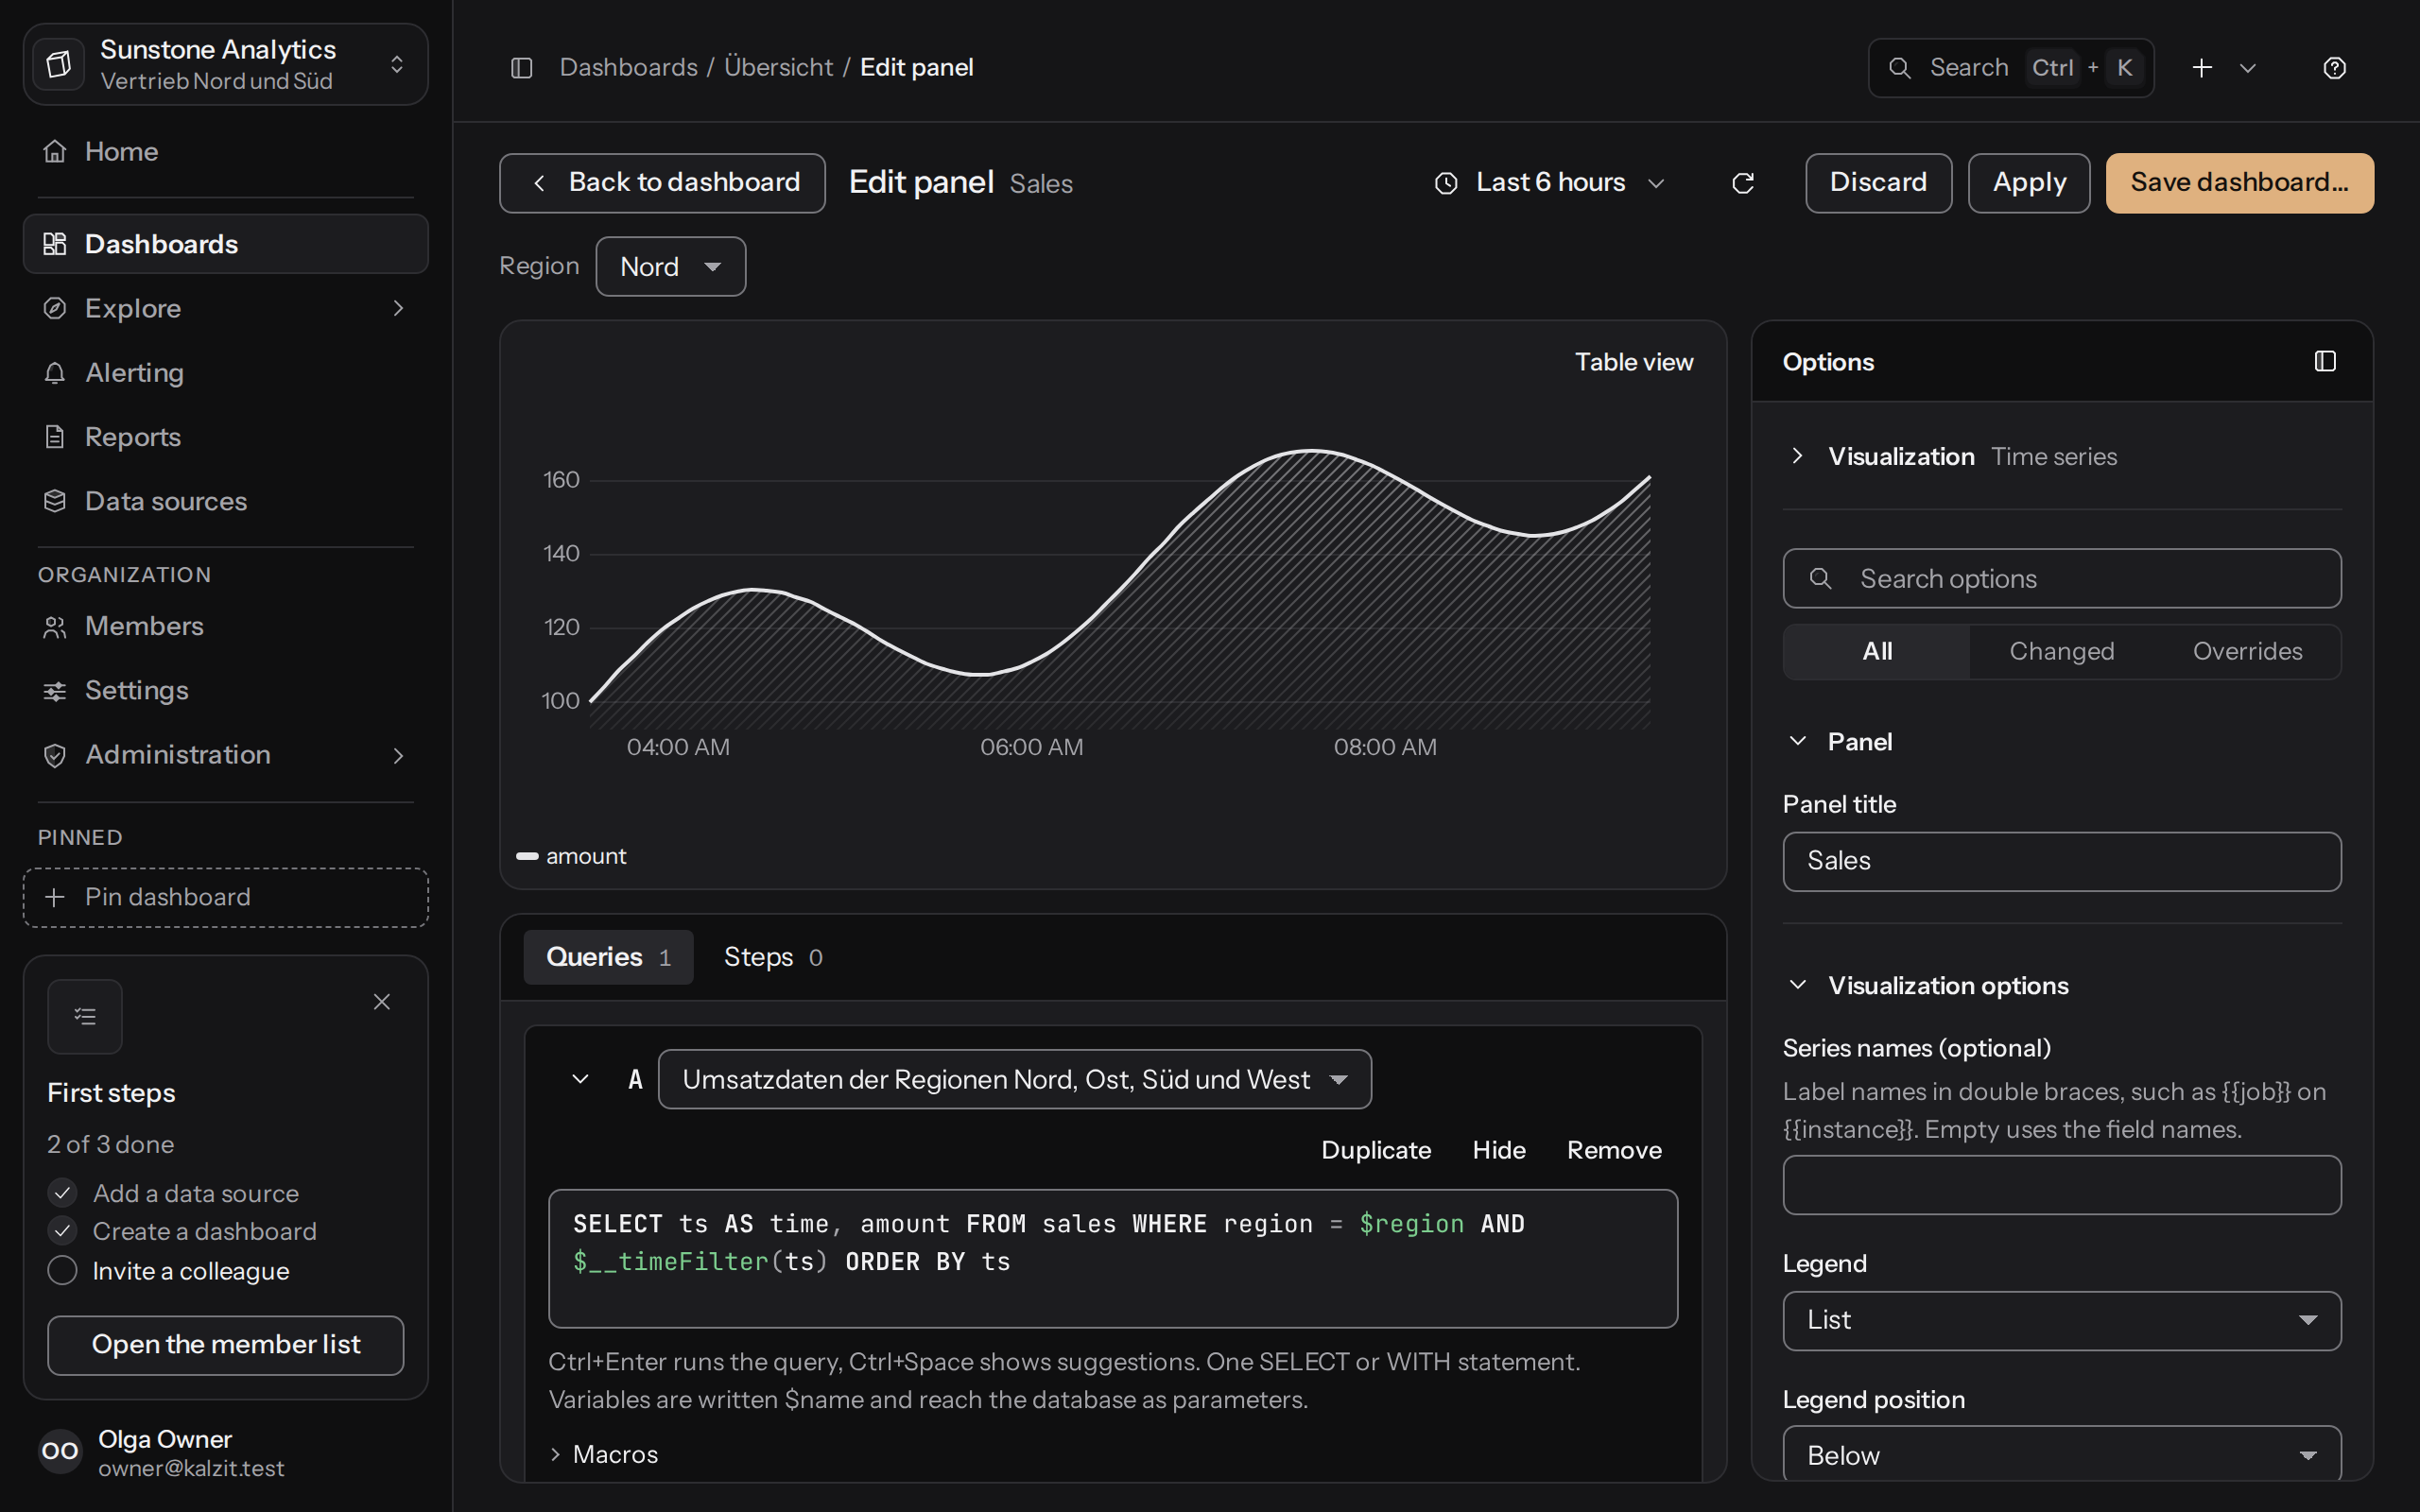 Sunstone Analytics
Vertrieb Nord und Süd
Home
Dashboards
Explore
Alerting
Reports
Data sources
ORGANIZATION
Members
Settings
Administration
PINNED
Pin dashboard
First steps
2 of 3 done
Add a data source
Create a dashboard
Invite a colleague
Open the member list
OO
Olga Owner
owner@kalzit.test
Dashboards / Übersicht / Edit panel
Search Ctrl + K
Back to dashboard
Edit panel Sales
Last 6 hours
Discard
Apply
Save dashboard...
Region
Nord
Table view
160
140
120
100
04:00 AM
06:00 AM
08:00 AM
amount
Queries 1
Steps 0
A
Umsatzdaten der Regionen Nord, Ost, Süd und West
Duplicate
Hide
Remove
SELECT ts AS time, amount FROM sales WHERE region = $region AND
$__timeFilter(ts) ORDER BY ts
Ctrl+Enter runs the query, Ctrl+Space shows suggestions. One SELECT or WITH statement.
Variables are written $name and reach the database as parameters.
Macros
Options
Visualization Time series
Search options
All
Changed
Overrides
Panel
Panel title
Sales
Visualization options
Series names (optional)
Label names in double braces, such as {{job}} on
{{instance}}. Empty uses the field names.
Legend
List
Legend position
Below